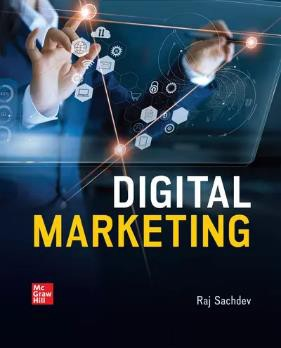 DIGITAL
MARKETING
Mc
Graw
Hill
Raj Sachdev